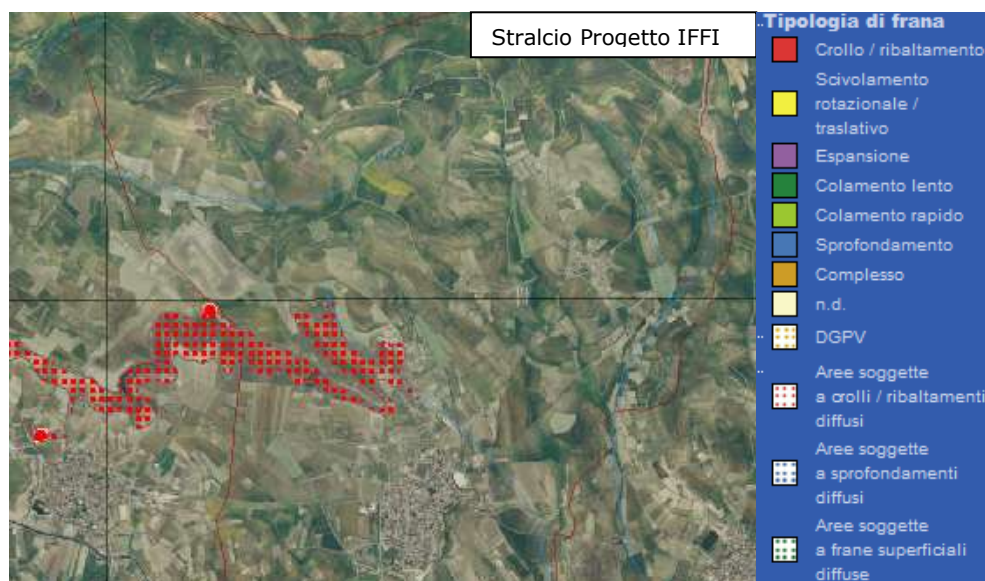 Stralcio Progetto IFFI
Tipologia di frana
Crollo / ribaltamento
Scivolamento
rotazionale /
traslativo
Espansione
Colamento lento
Colamento rapido
Sprofondamento
Complesso
n.d.
DGPV
Aree soggette
a crolli / ribaltamenti
diffusi
Aree soggette
a sprofondamenti
diffusi
Aree soggette
a frane superficiali
diffuse